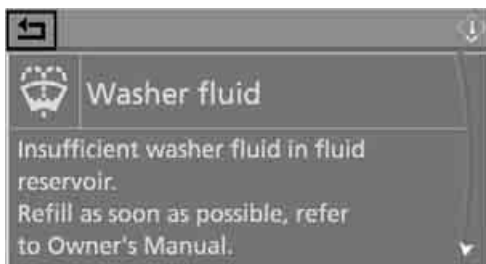 Washer fluid
Insufficient washer fluid in fluid
reservoir.
Refill as soon as possible, refer
to Owner's Manual.